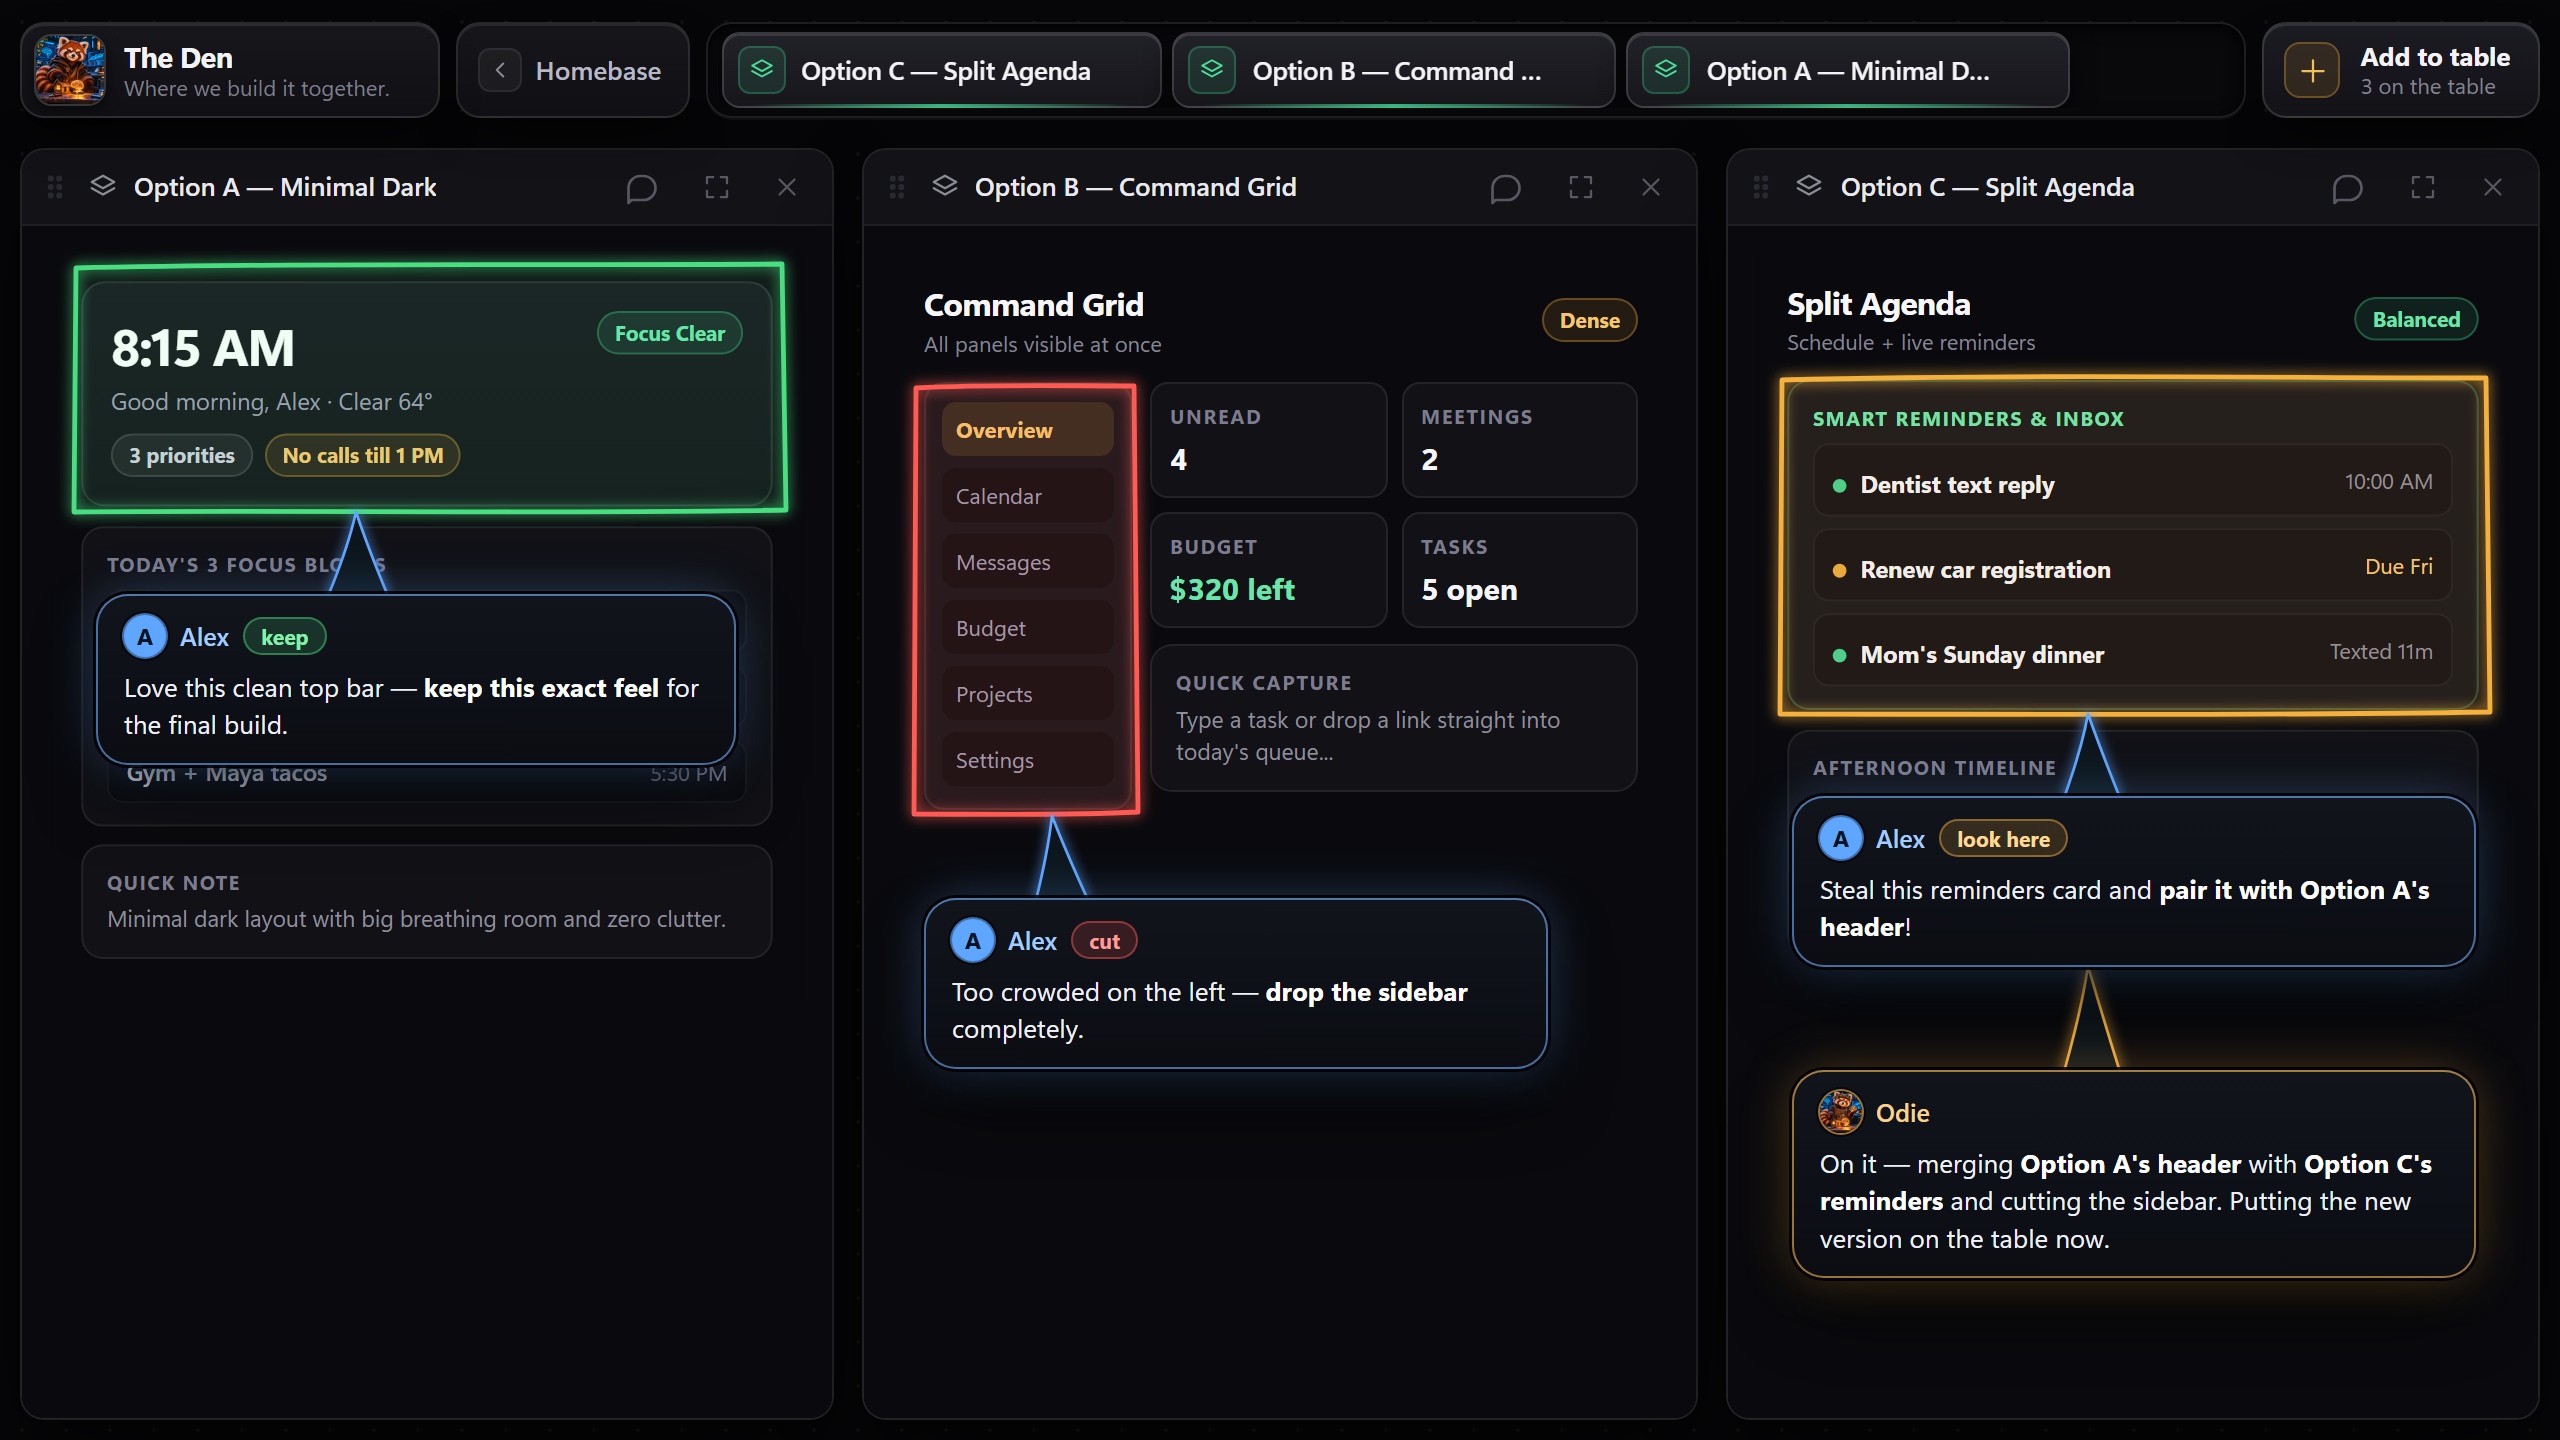 The Den
Where we build it together.
Homebase
Option C — Split Agenda
Option B — Command ...
Option A — Minimal D...
Add to table
3 on the table
Option A — Minimal Dark
8:15 AM
Focus Clear
Good morning, Alex · Clear 64°
3 priorities
No calls till 1 PM
TODAY'S 3 FOCUS BLO S
A
Alex
keep
Love this clean top bar — keep this exact feel for
the final build.
Gym + Maya tacos
5:30 PM
QUICK NOTE
Minimal dark layout with big breathing room and zero clutter.
Option B — Command Grid
Command Grid
All panels visible at once
Dense
Overview
Calendar
Messages
Budget
Projects
Settings
UNREAD
4
MEETINGS
2
BUDGET
$320 left
TASKS
5 open
QUICK CAPTURE
Type a task or drop a link straight into
today's queue...
A
Alex
cut
Too crowded on the left — drop the sidebar
completely.
Option C — Split Agenda
Split Agenda
Schedule + live reminders
Balanced
SMART REMINDERS & INBOX
Dentist text reply
10:00 AM
Renew car registration
Due Fri
Mom's Sunday dinner
Texted 11m
AFTERNOON TIMELINE
A
Alex
look here
Steal this reminders card and pair it with Option A's
header!
Odie
On it — merging Option A's header with Option C's
reminders and cutting the sidebar. Putting the new
version on the table now.